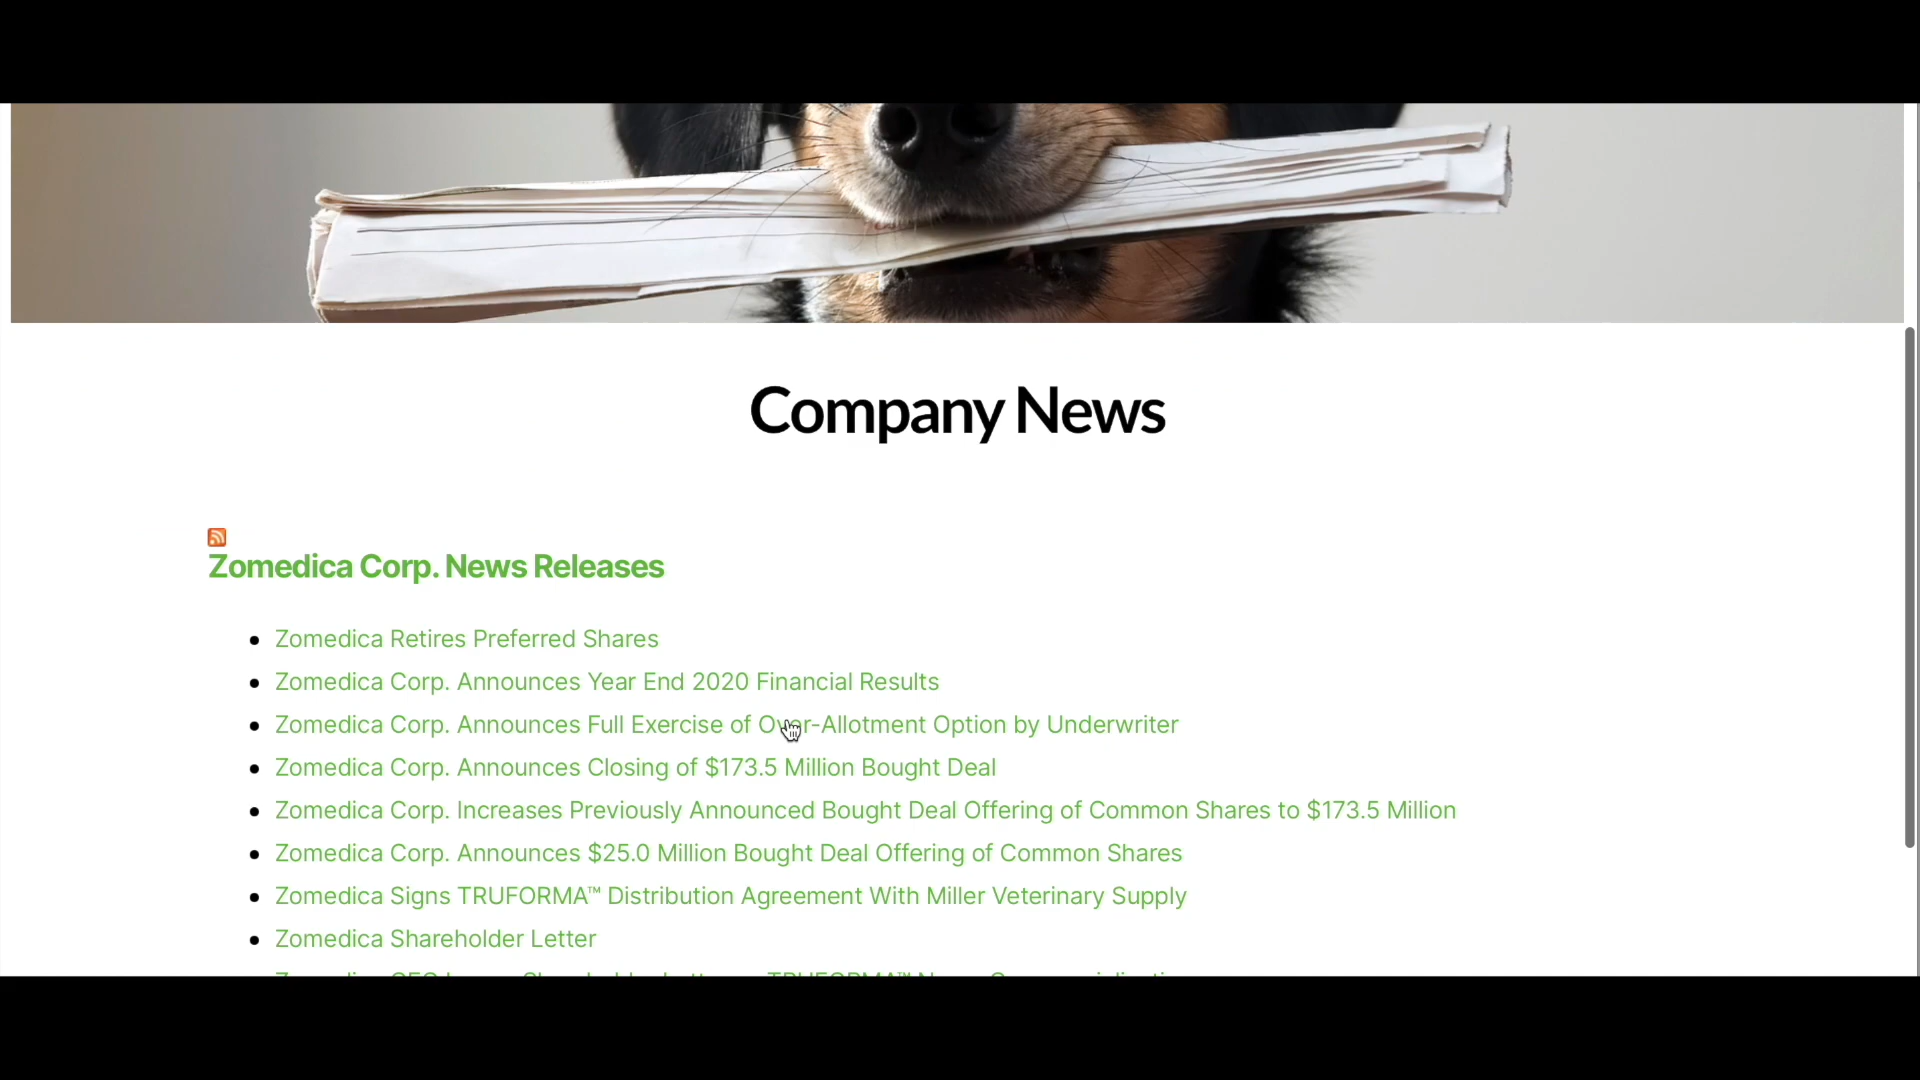 Company News
Zomedica Corp. News Releases
Zomedica Retires Preferred Shares
Zomedica Corp. Announces Year End 2020 Financial Results
Zomedica Corp. Announces Full Exercise of Over-Allotment Option by Underwriter
Zomedica Corp. Announces Closing of $173.5 Million Bought Deal
Zomedica Corp. Increases Previously Announced Bought Deal Offering of Common Shares to $173.5 Million
Zomedica Corp. Announces $25.0 Million Bought Deal Offering of Common Shares
Zomedica Signs TRUFORMA™ Distribution Agreement With Miller Veterinary Supply
Zomedica Shareholder Letter